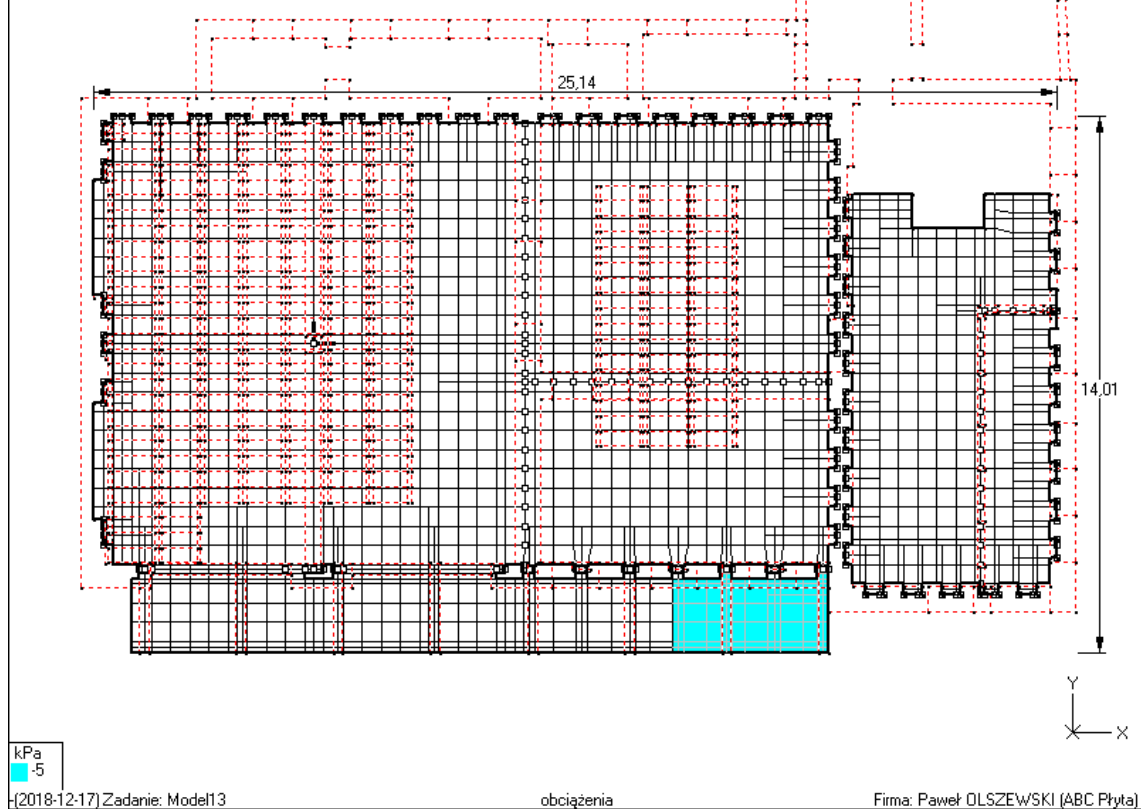 25,14
14,01
Y
X
kPa
-5
-(2018-12-17) Zadanie: Model13 obciążenia Firma: Paweł OLSZEWSKI (ABC Płyta)